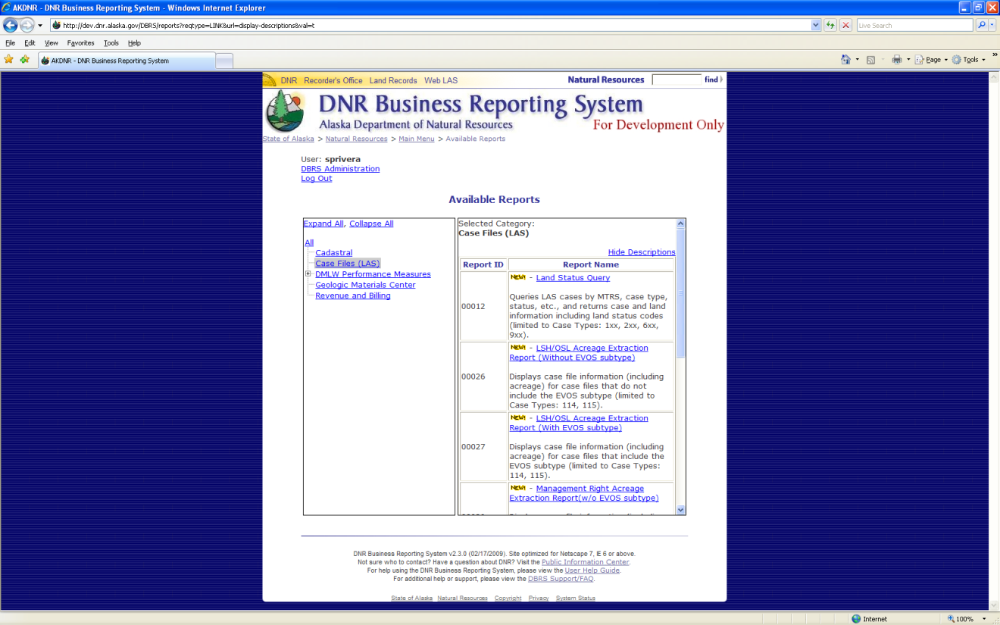 AKDNR - DNR Business Reporting System - Windows Internet Explorer
http://dev.dnr.alaska.gov/DBRS/reports?reqtype=LINK&url=display-descriptions&val=t
Live Search
File Edit View Favorites Tools Help
AKDNR - DNR Business Reporting System
Page Tools
DNR Recorder's Office Land Records Web LAS Natural Resources find
DNR Business Reporting System
Alaska Department of Natural Resources
For Development Only
State of Alaska > Natural Resources > Main Menu > Available Reports
User: sprivera
DBRS Administration
Log Out
Available Reports
Expand All, Collapse All
All
Cadastral
Case Files (LAS)
DMLW Performance Measures
Geologic Materials Center
Revenue and Billing
Selected Category:
Case Files (LAS)
Hide Descriptions
Report ID Report Name
NEW! - Land Status Query
00012
Queries LAS cases by MTRS, case type,
status, etc., and returns case and land
information including land status codes
(limited to Case Types: 1xx, 2xx, 6xx,
9xx).
NEW! - LSH/OSL Acreage Extraction
Report (Without EVOS subtype)
00026
Displays case file information (including
acreage) for case files that do not
include the EVOS subtype (limited to
Case Types: 114, 115).
NEW! - LSH/OSL Acreage Extraction
Report (With EVOS subtype)
00027
Displays case file information (including
acreage) for case files that include the
EVOS subtype (limited to Case Types:
114, 115).
NEW! - Management Right Acreage
Extraction Report(w/o EVOS subtype)
DNR Business Reporting System v2.3.0 (02/17/2009). Site optimized for Netscape 7, IE 6 or above.
Not sure who to contact? Have a question about DNR? Visit the Public Information Center.
For help using the DNR Business Reporting System, please view the User Help Guide.
For additional help or support, please view the DBRS Support/FAQ.
State of Alaska Natural Resources Copyright Privacy System Status
Internet 100%